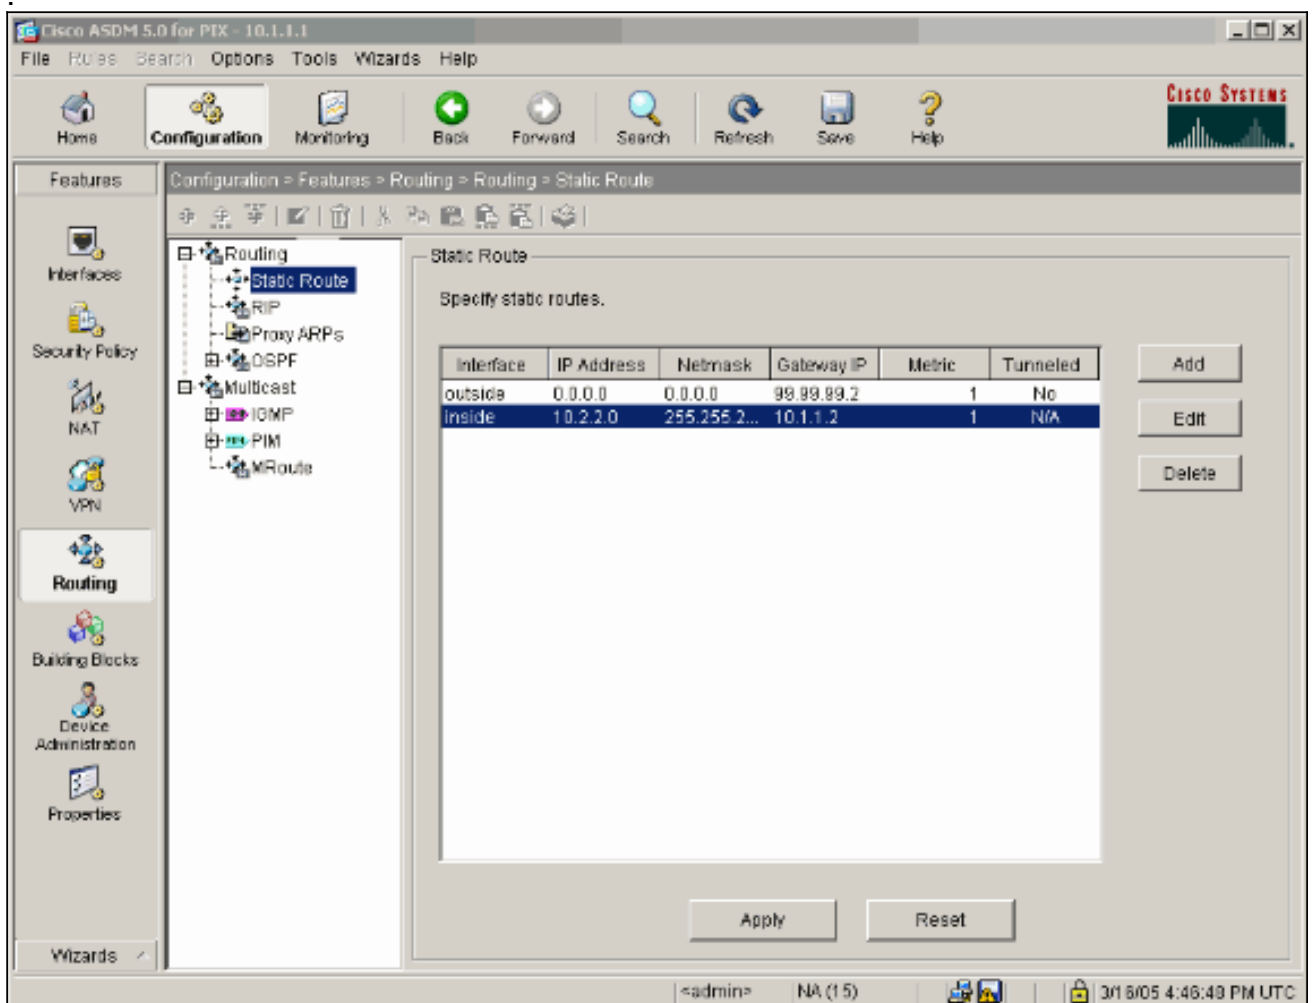 Cisco ASDM 5.0 for PIX - 10.1.1.1
File Rules Search Options Tools Wizards Help
Home Configuration Monitoring Back Forward Search Refresh Save Help
CISCO SYSTEMS
Features
Configuration > Features > Routing > Routing > Static Route
Interfaces
Security Policy
NAT
VPN
Routing
Building Blocks
Device
Administration
Properties
Wizards
Routing
Static Route
RIP
Proxy ARPs
OSPF
Multicast
IGMP
PIM
MRoute
Static Route
Specify static routes.
Interface IP Address Netmask Gateway IP Metric Tunneled
outside 0.0.0.0 0.0.0.0 99.99.99.2 1 No
inside 10.2.2.0 255.255.2... 10.1.1.2 1 N/A
Add
Edit
Delete
Apply Reset
<admin> NA (15) 3/16/05 4:46:48 PM UTC